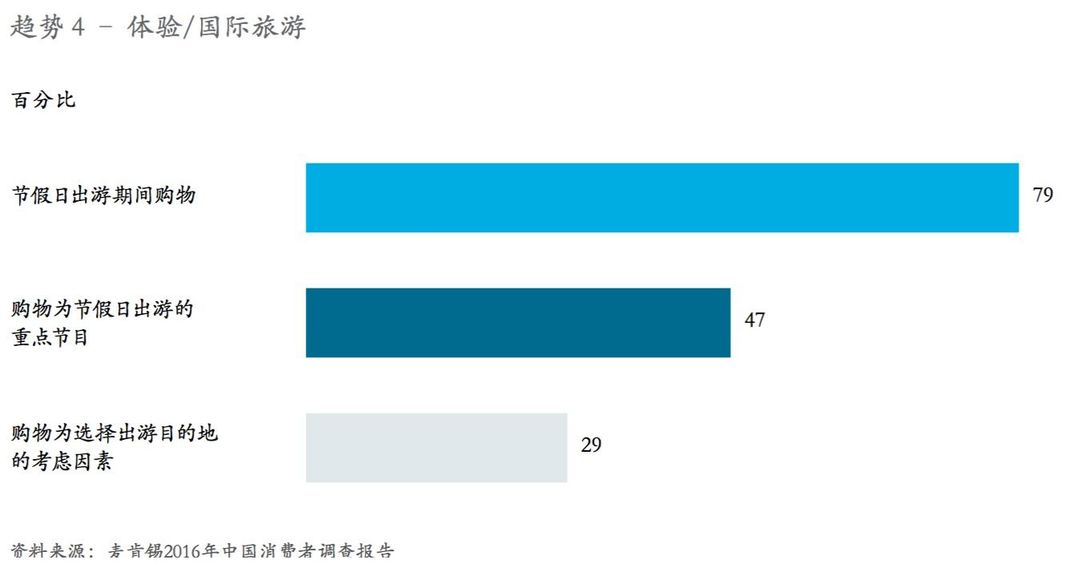 趋势 4 - 体验/国际旅游
百分比
节假日出游期间购物
79
购物为节假日出游的
重点节目
47
购物为选择出游目的地
的考虑因素
29
资料来源：麦肯锡2016年中国消费者调查报告